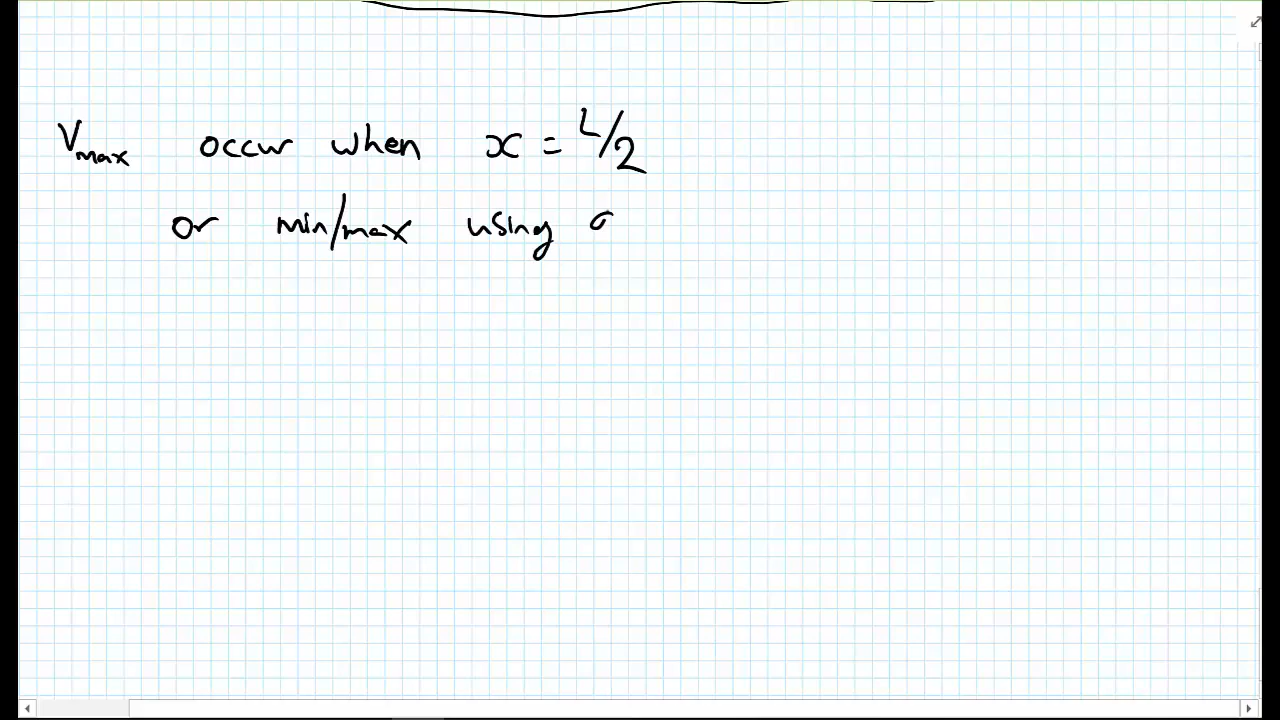 Vmax occur when x = L/2
or min/max using